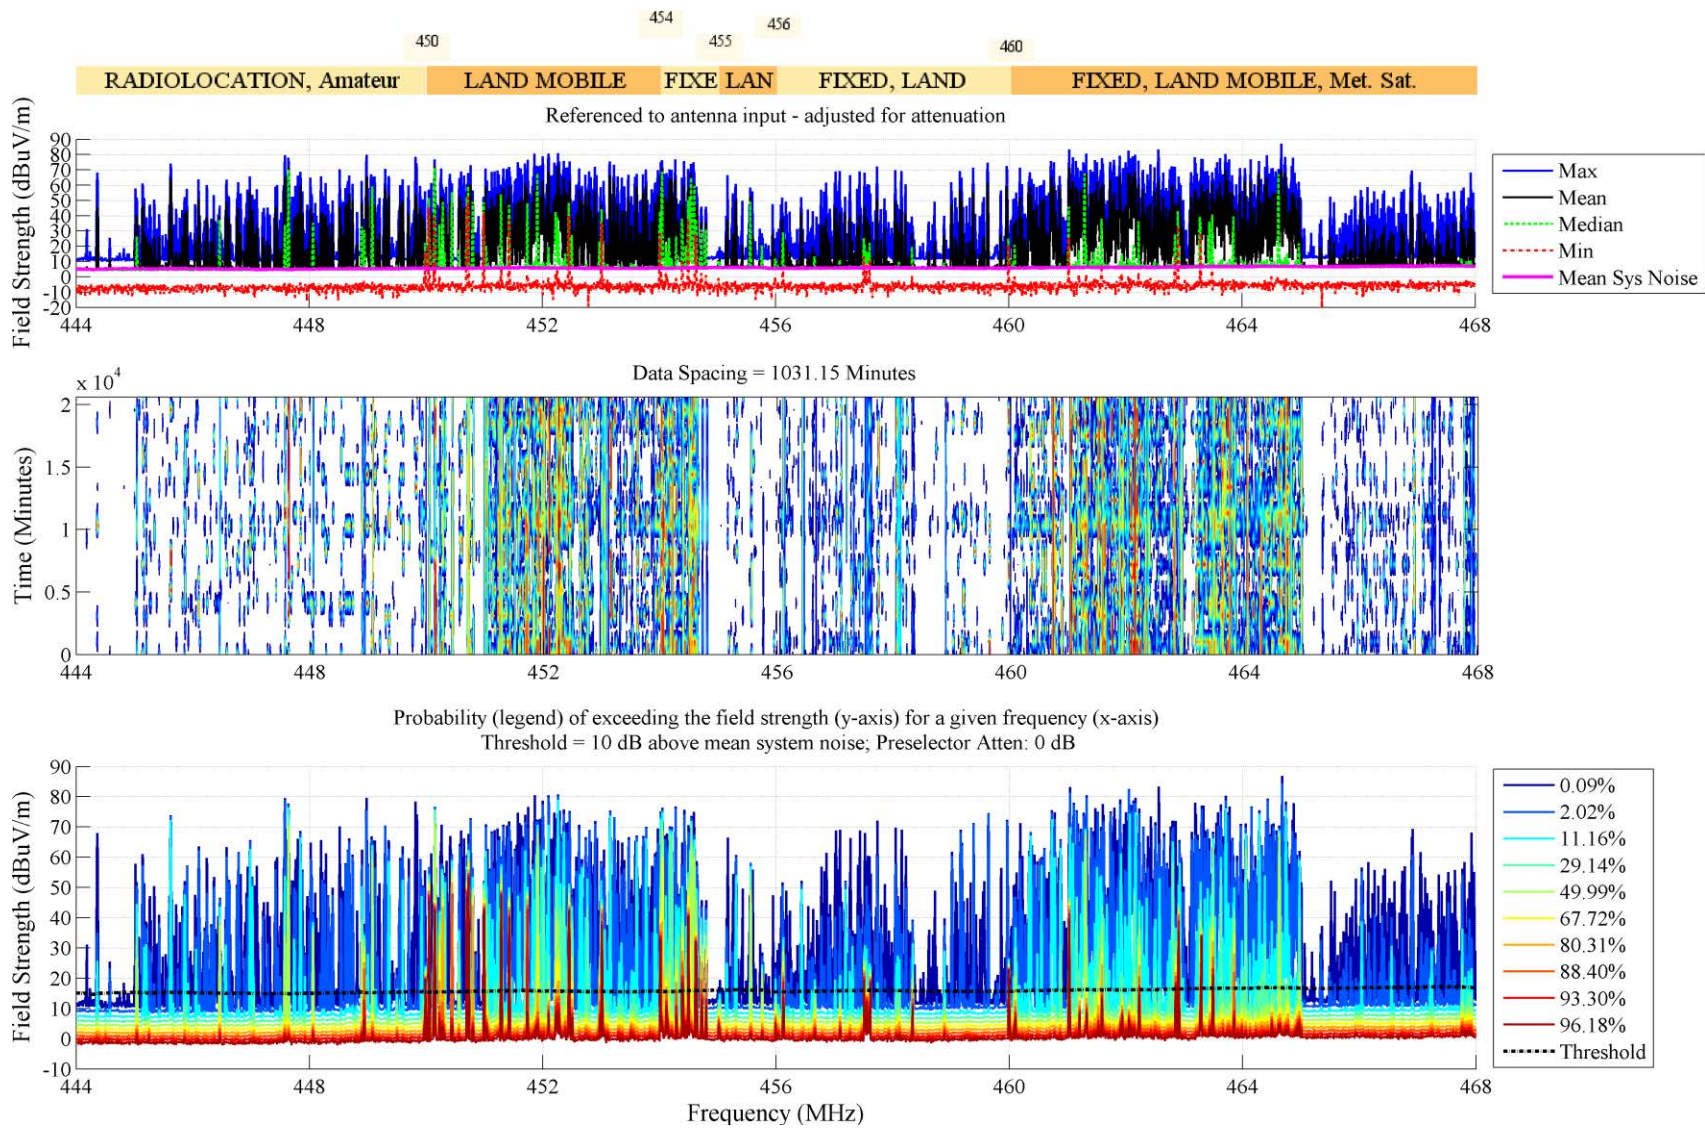 454
456
450
455
460
RADIOLOCATION, Amateur LAND MOBILE FIXE LAN FIXED, LAND FIXED, LAND MOBILE, Met. Sat.
Referenced to antenna input - adjusted for attenuation
Field Strength (dBuV/m)
90
80
70
60
50
40
30
20
10
0
-10
-20
444 448 452 456 460 464 468
Max
Mean
Median
Min
Mean Sys Noise
Data Spacing = 1031.15 Minutes
x 10^4
Time (Minutes)
2
1.5
1
0.5
0
444 448 452 456 460 464 468
Probability (legend) of exceeding the field strength (y-axis) for a given frequency (x-axis)
Threshold = 10 dB above mean system noise; Preselector Atten: 0 dB
Field Strength (dBuV/m)
90
80
70
60
50
40
30
20
10
0
-10
444 448 452 456 460 464 468
Frequency (MHz)
0.09%
2.02%
11.16%
29.14%
49.99%
67.72%
80.31%
88.40%
93.30%
96.18%
Threshold